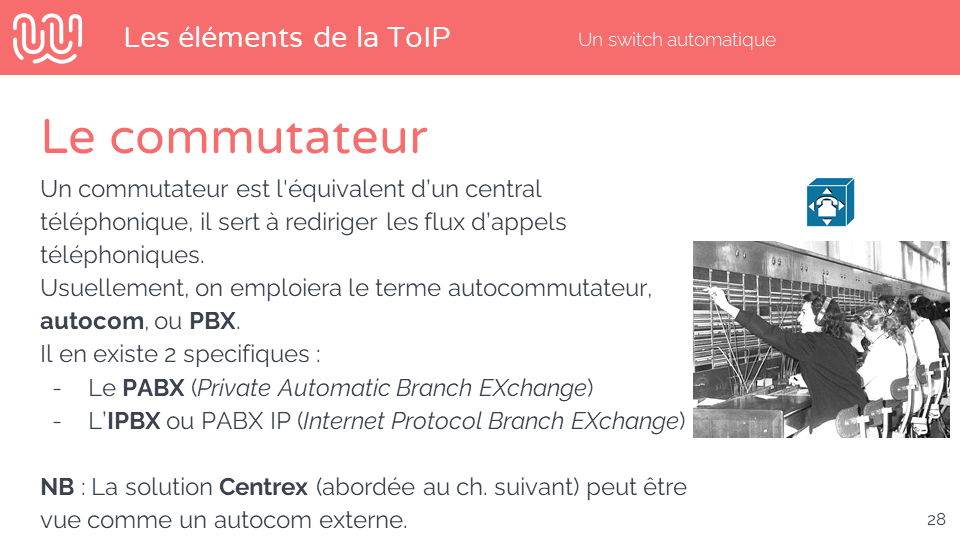 Les éléments de la ToIP
Un switch automatique
Le commutateur
Un commutateur est l'équivalent d’un central
téléphonique, il sert à rediriger les flux d’appels
téléphoniques.
Usuellement, on emploiera le terme autocommutateur,
autocom, ou PBX.
Il en existe 2 specifiques :
- Le PABX (Private Automatic Branch EXchange)
- L’IPBX ou PABX IP (Internet Protocol Branch EXchange)
NB : La solution Centrex (abordée au ch. suivant) peut être
vue comme un autocom externe.
28